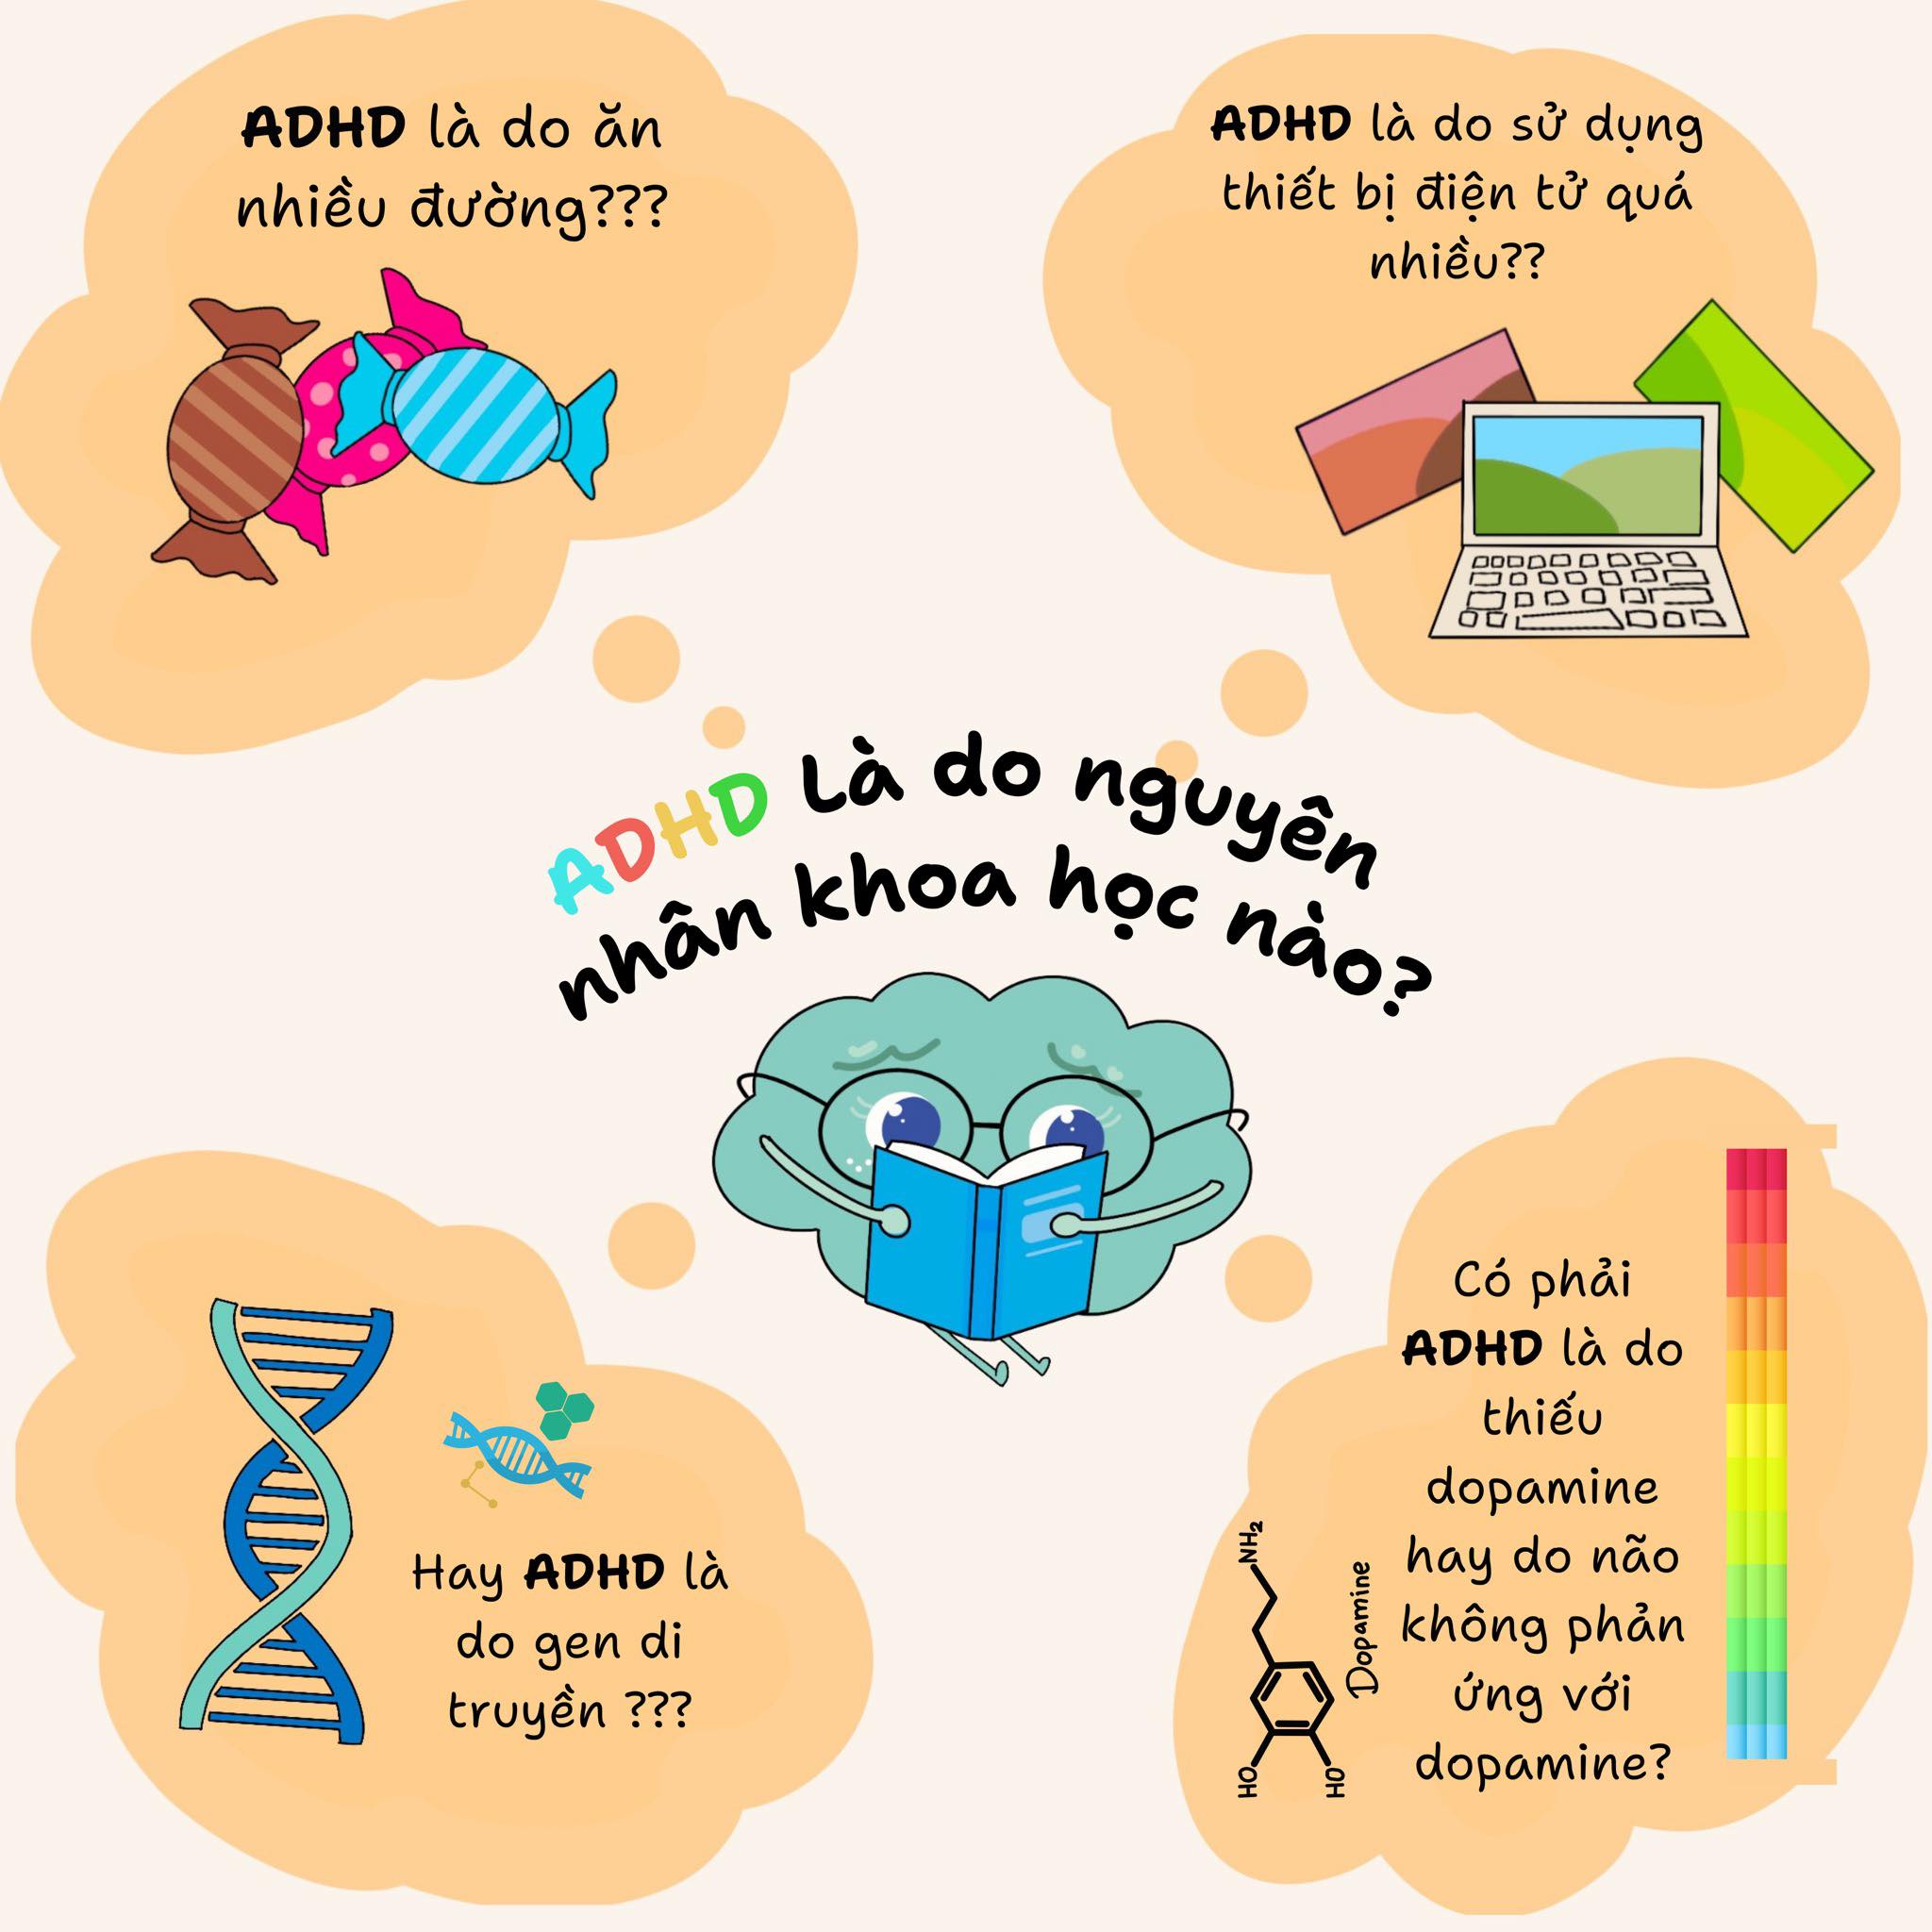 ADHD là do ăn
nhiều đường???
ADHD là do sử dụng
thiết bị điện tử quá
nhiều??
ADHD Là do nguyên
nhân khoa học nào?
Hay ADHD là
do gen di
truyền ???
Có phải
ADHD là do
thiếu
dopamine
hay do não
không phản
ứng với
dopamine?
NH₂
Dopamine
HO
OH